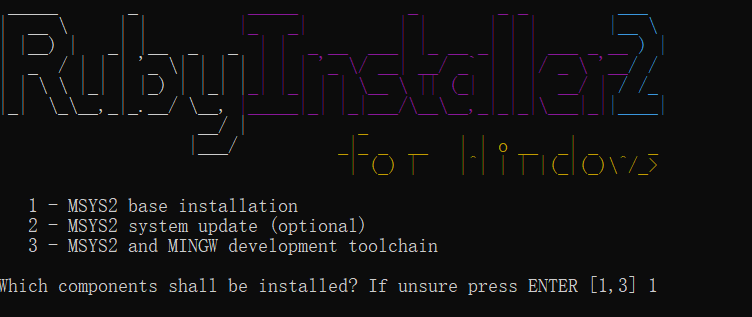 RubyInstaller2
for Windows
1 - MSYS2 base installation
2 - MSYS2 system update (optional)
3 - MSYS2 and MINGW development toolchain
Which components shall be installed? If unsure press ENTER [1,3] 1